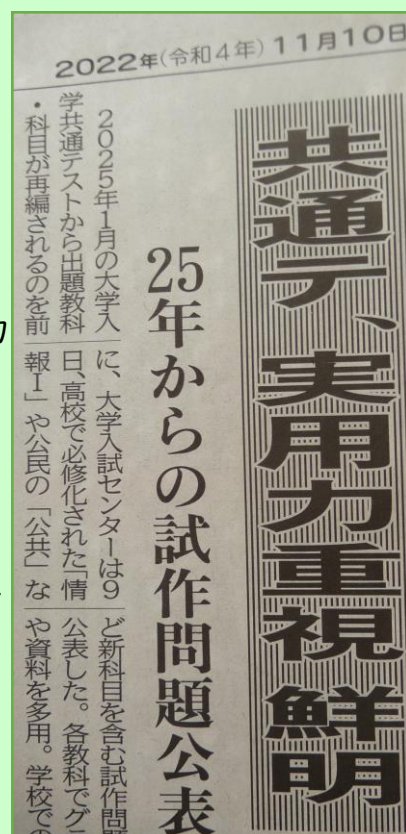 2022年(令和4年)11月10日
共通テ、実用力重視 鮮明
25年からの試作問題公表
2025年1月の大学入
学共通テストから出題教科
・科目が再編されるのを前
に、大学入試センターは9
日、高校で必修化された「情
報Ⅰ」や公民の「公共」な
ど新科目を含む試作問題
公表した。各教科でグラ
や資料を多用。学校での